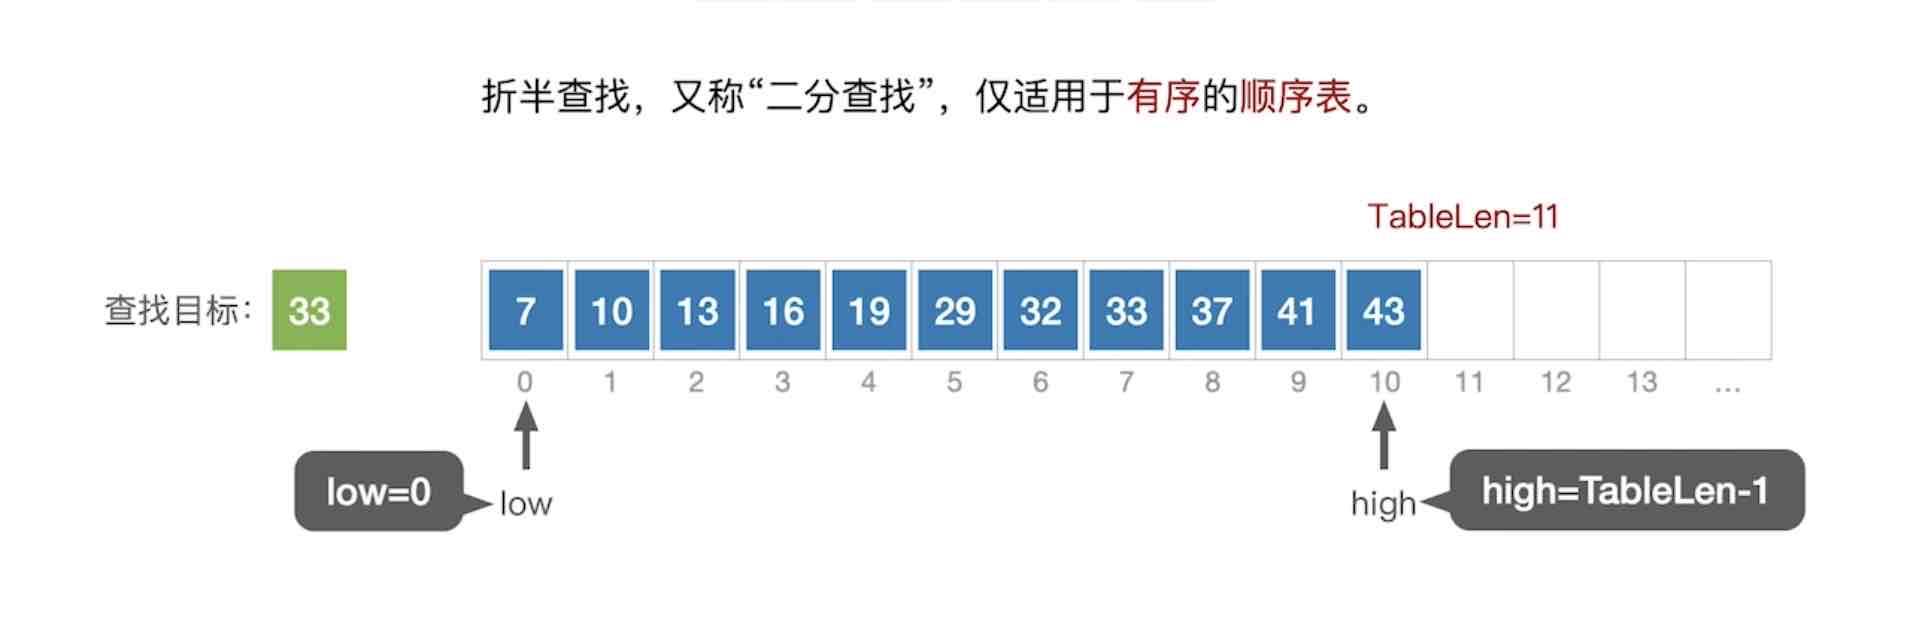 折半查找，又称“二分查找”，仅适用于有序的顺序表。
TableLen=11
查找目标： 33
7 10 13 16 19 29 32 33 37 41 43
0 1 2 3 4 5 6 7 8 9 10 11 12 13 ...
low=0
low
high
high=TableLen-1